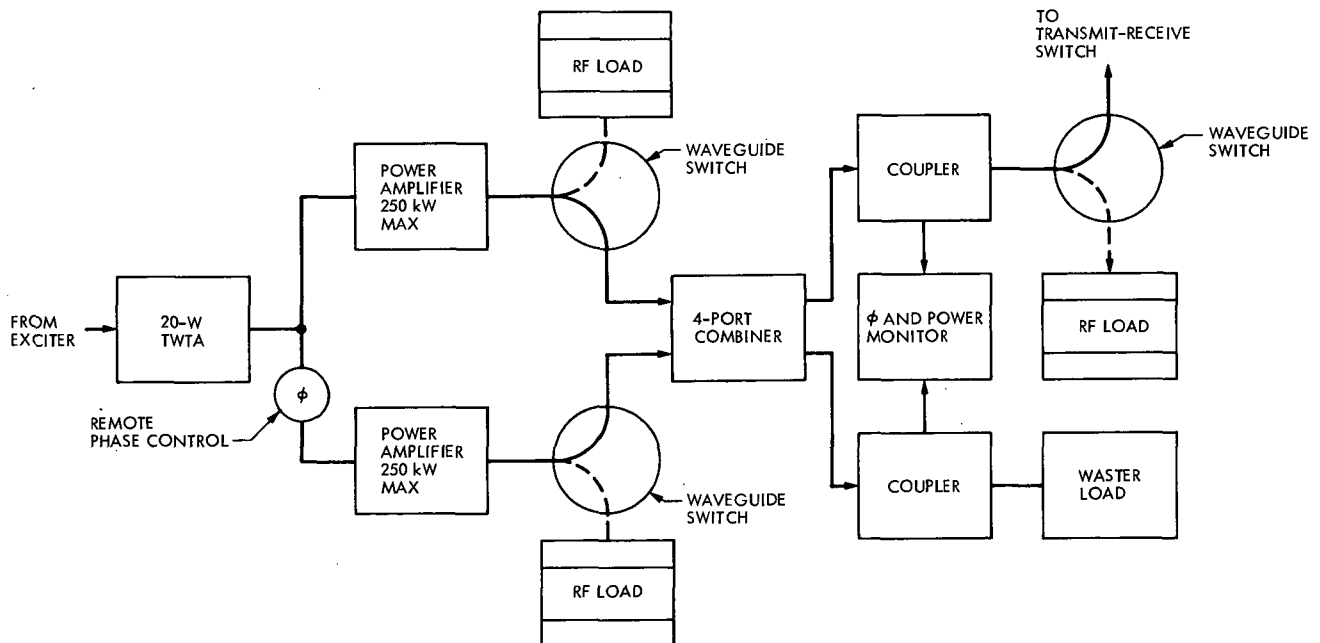 TO
TRANSMIT-RECEIVE
SWITCH
RF LOAD
WAVEGUIDE
SWITCH
WAVEGUIDE
SWITCH
POWER
AMPLIFIER
250 kW
MAX
COUPLER
FROM
EXCITER
20-W
TWTA
4-PORT
COMBINER
ϕ AND POWER
MONITOR
RF LOAD
ϕ
REMOTE
PHASE CONTROL
POWER
AMPLIFIER
250 kW
MAX
COUPLER
WASTER
LOAD
WAVEGUIDE
SWITCH
RF LOAD